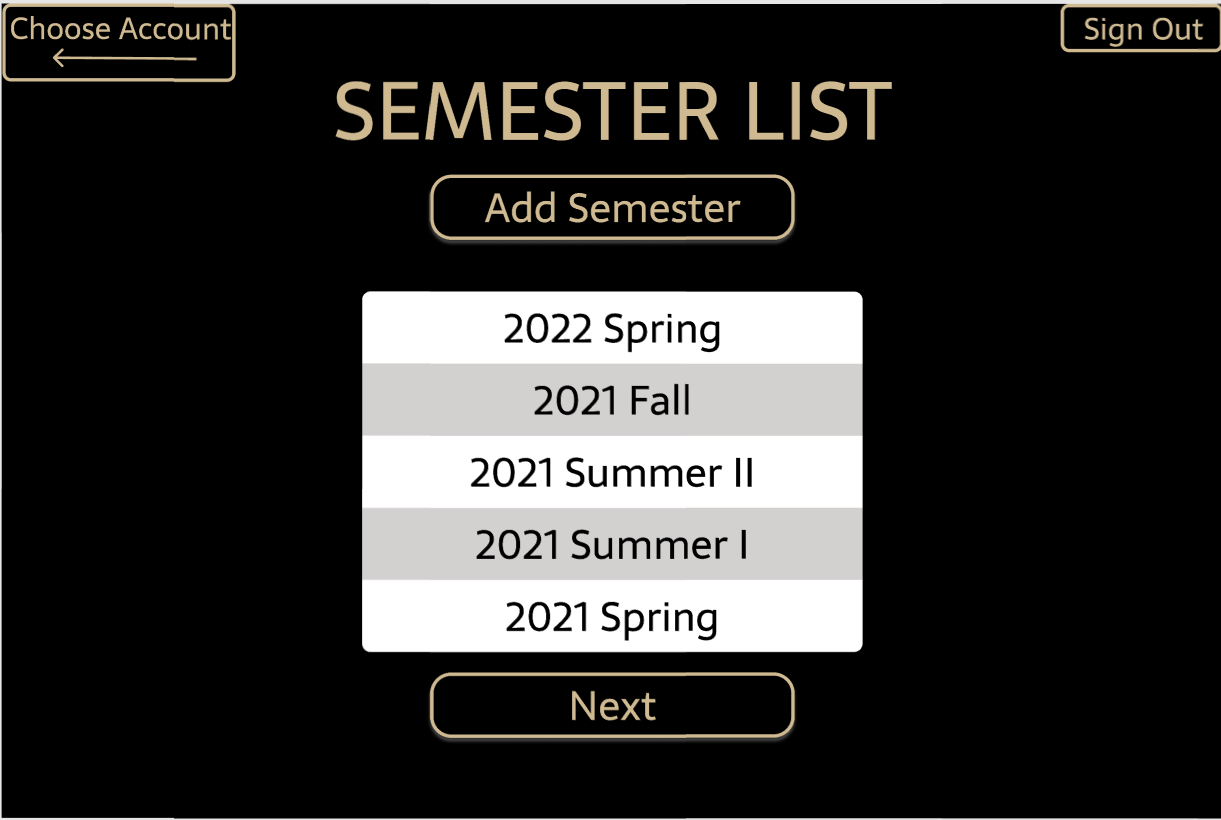 Choose Account
Sign Out
SEMESTER LIST
Add Semester
2022 Spring
2021 Fall
2021 Summer II
2021 Summer I
2021 Spring
Next